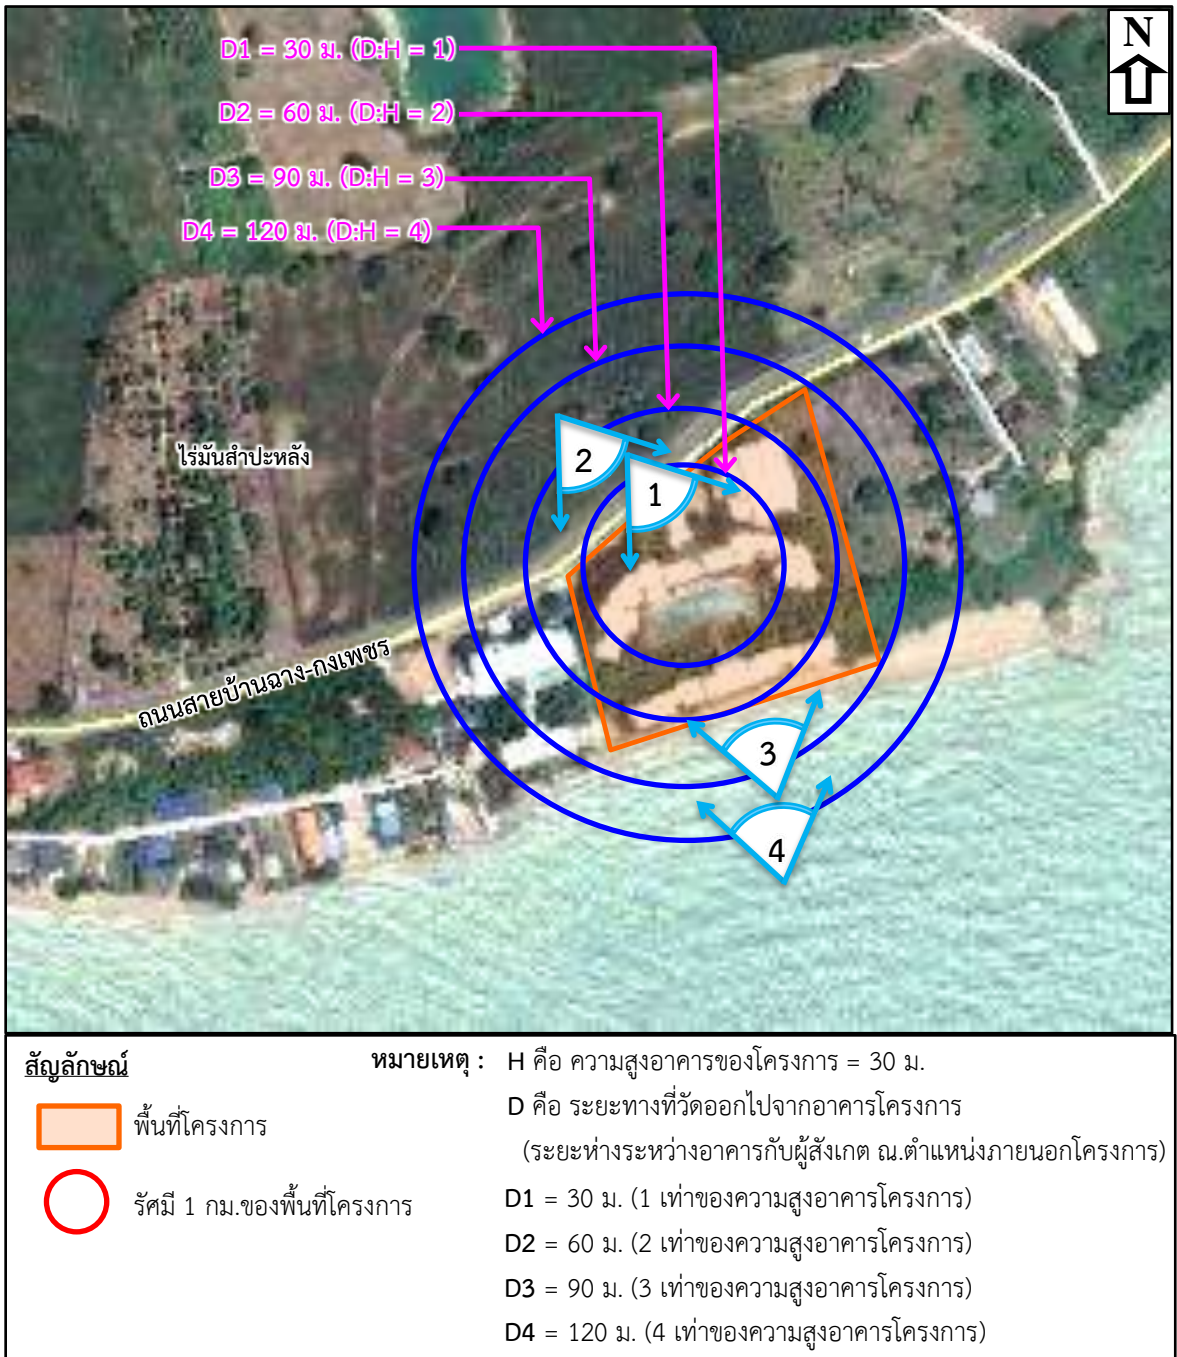 N
D1 = 30 ม. (D:H = 1)
D2 = 60 ม. (D:H = 2)
D3 = 90 ม. (D:H = 3)
D4 = 120 ม. (D:H = 4)
ไร่มันสำปะหลัง
2
1
ถนนสายบ้านฉาง-กงเพชร
3
4
สัญลักษณ์
พื้นที่โครงการ
รัศมี 1 กม.ของพื้นที่โครงการ
หมายเหตุ : H คือ ความสูงอาคารของโครงการ = 30 ม.
D คือ ระยะทางที่วัดออกไปจากอาคารโครงการ
(ระยะห่างระหว่างอาคารกับผู้สังเกต ณ.ตำแหน่งภายนอกโครงการ)
D1 = 30 ม. (1 เท่าของความสูงอาคารโครงการ)
D2 = 60 ม. (2 เท่าของความสูงอาคารโครงการ)
D3 = 90 ม. (3 เท่าของความสูงอาคารโครงการ)
D4 = 120 ม. (4 เท่าของความสูงอาคารโครงการ)